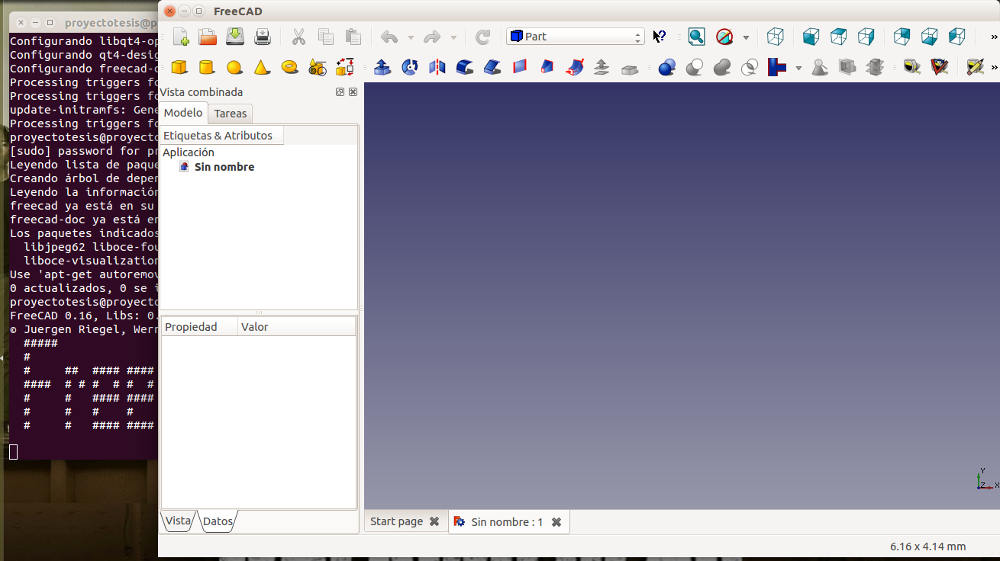 proyectotesis@p
Configurando libqt4-op
Configurando qt4-desig
Configurando freecad-d
Processing triggers fo
Processing triggers fo
update-initramfs: Gene
Processing triggers fo
proyectotesis@proyecto
[sudo] password for pr
Leyendo lista de paque
Creando árbol de deper
Leyendo la información
freecad ya está en su
freecad-doc ya está en
Los paquetes indicados
libjpeg62 liboce-fou
liboce-visualization
Use 'apt-get autoremov
0 actualizados, 0 se i
proyectotesis@proyecto
FreeCAD 0.16, Libs: 0.
© Juergen Riegel, Wern
#####
#
#     ##  #### ####
####  # # #  # #  #
#     #   #### ####
#     #   #    #
#     #   #### ####
FreeCAD
Part
Vista combinada
Modelo
Tareas
Etiquetas & Atributos
Aplicación
Sin nombre
Propiedad Valor
Vista
Datos
Y
Z X
Start page
Sin nombre : 1
6.16 x 4.14 mm